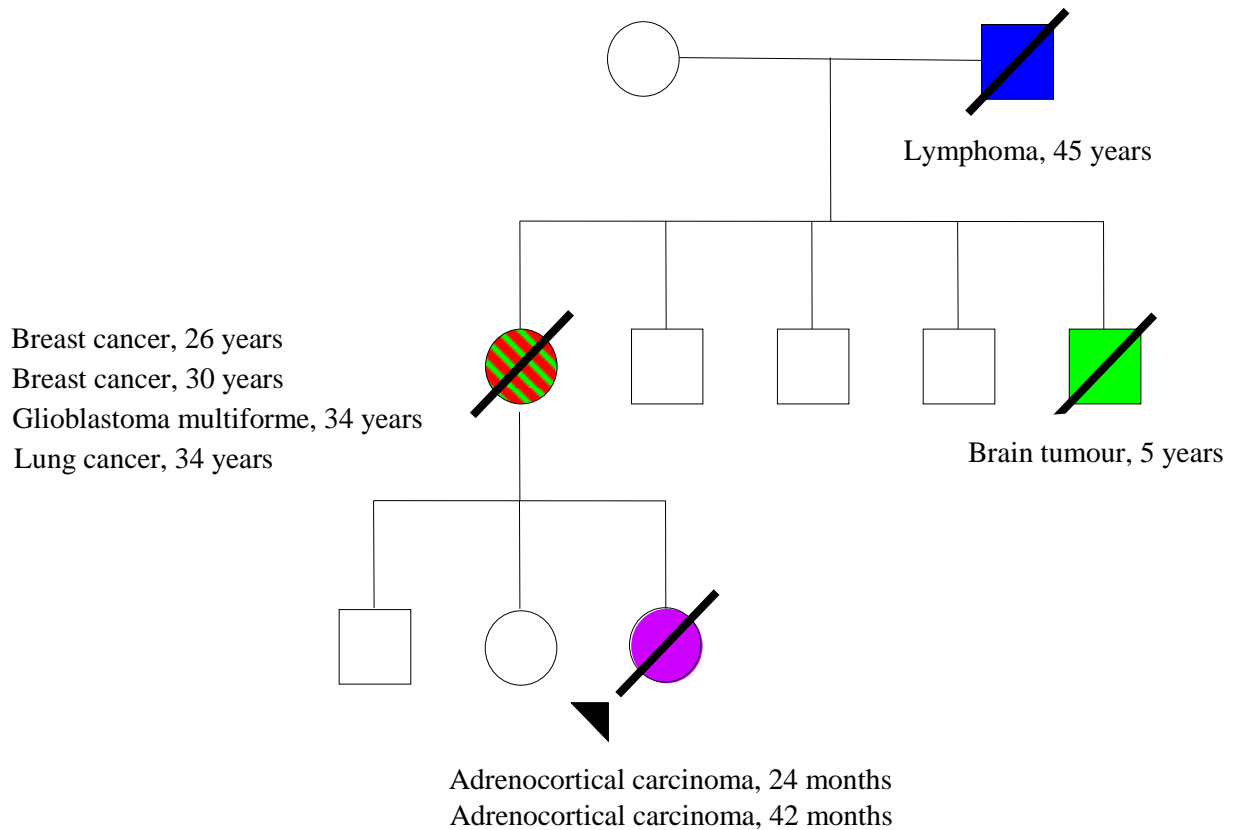 Lymphoma, 45 years
Breast cancer, 26 years
Breast cancer, 30 years
Glioblastoma multiforme, 34 years
Lung cancer, 34 years
Brain tumour, 5 years
Adrenocortical carcinoma, 24 months
Adrenocortical carcinoma, 42 months